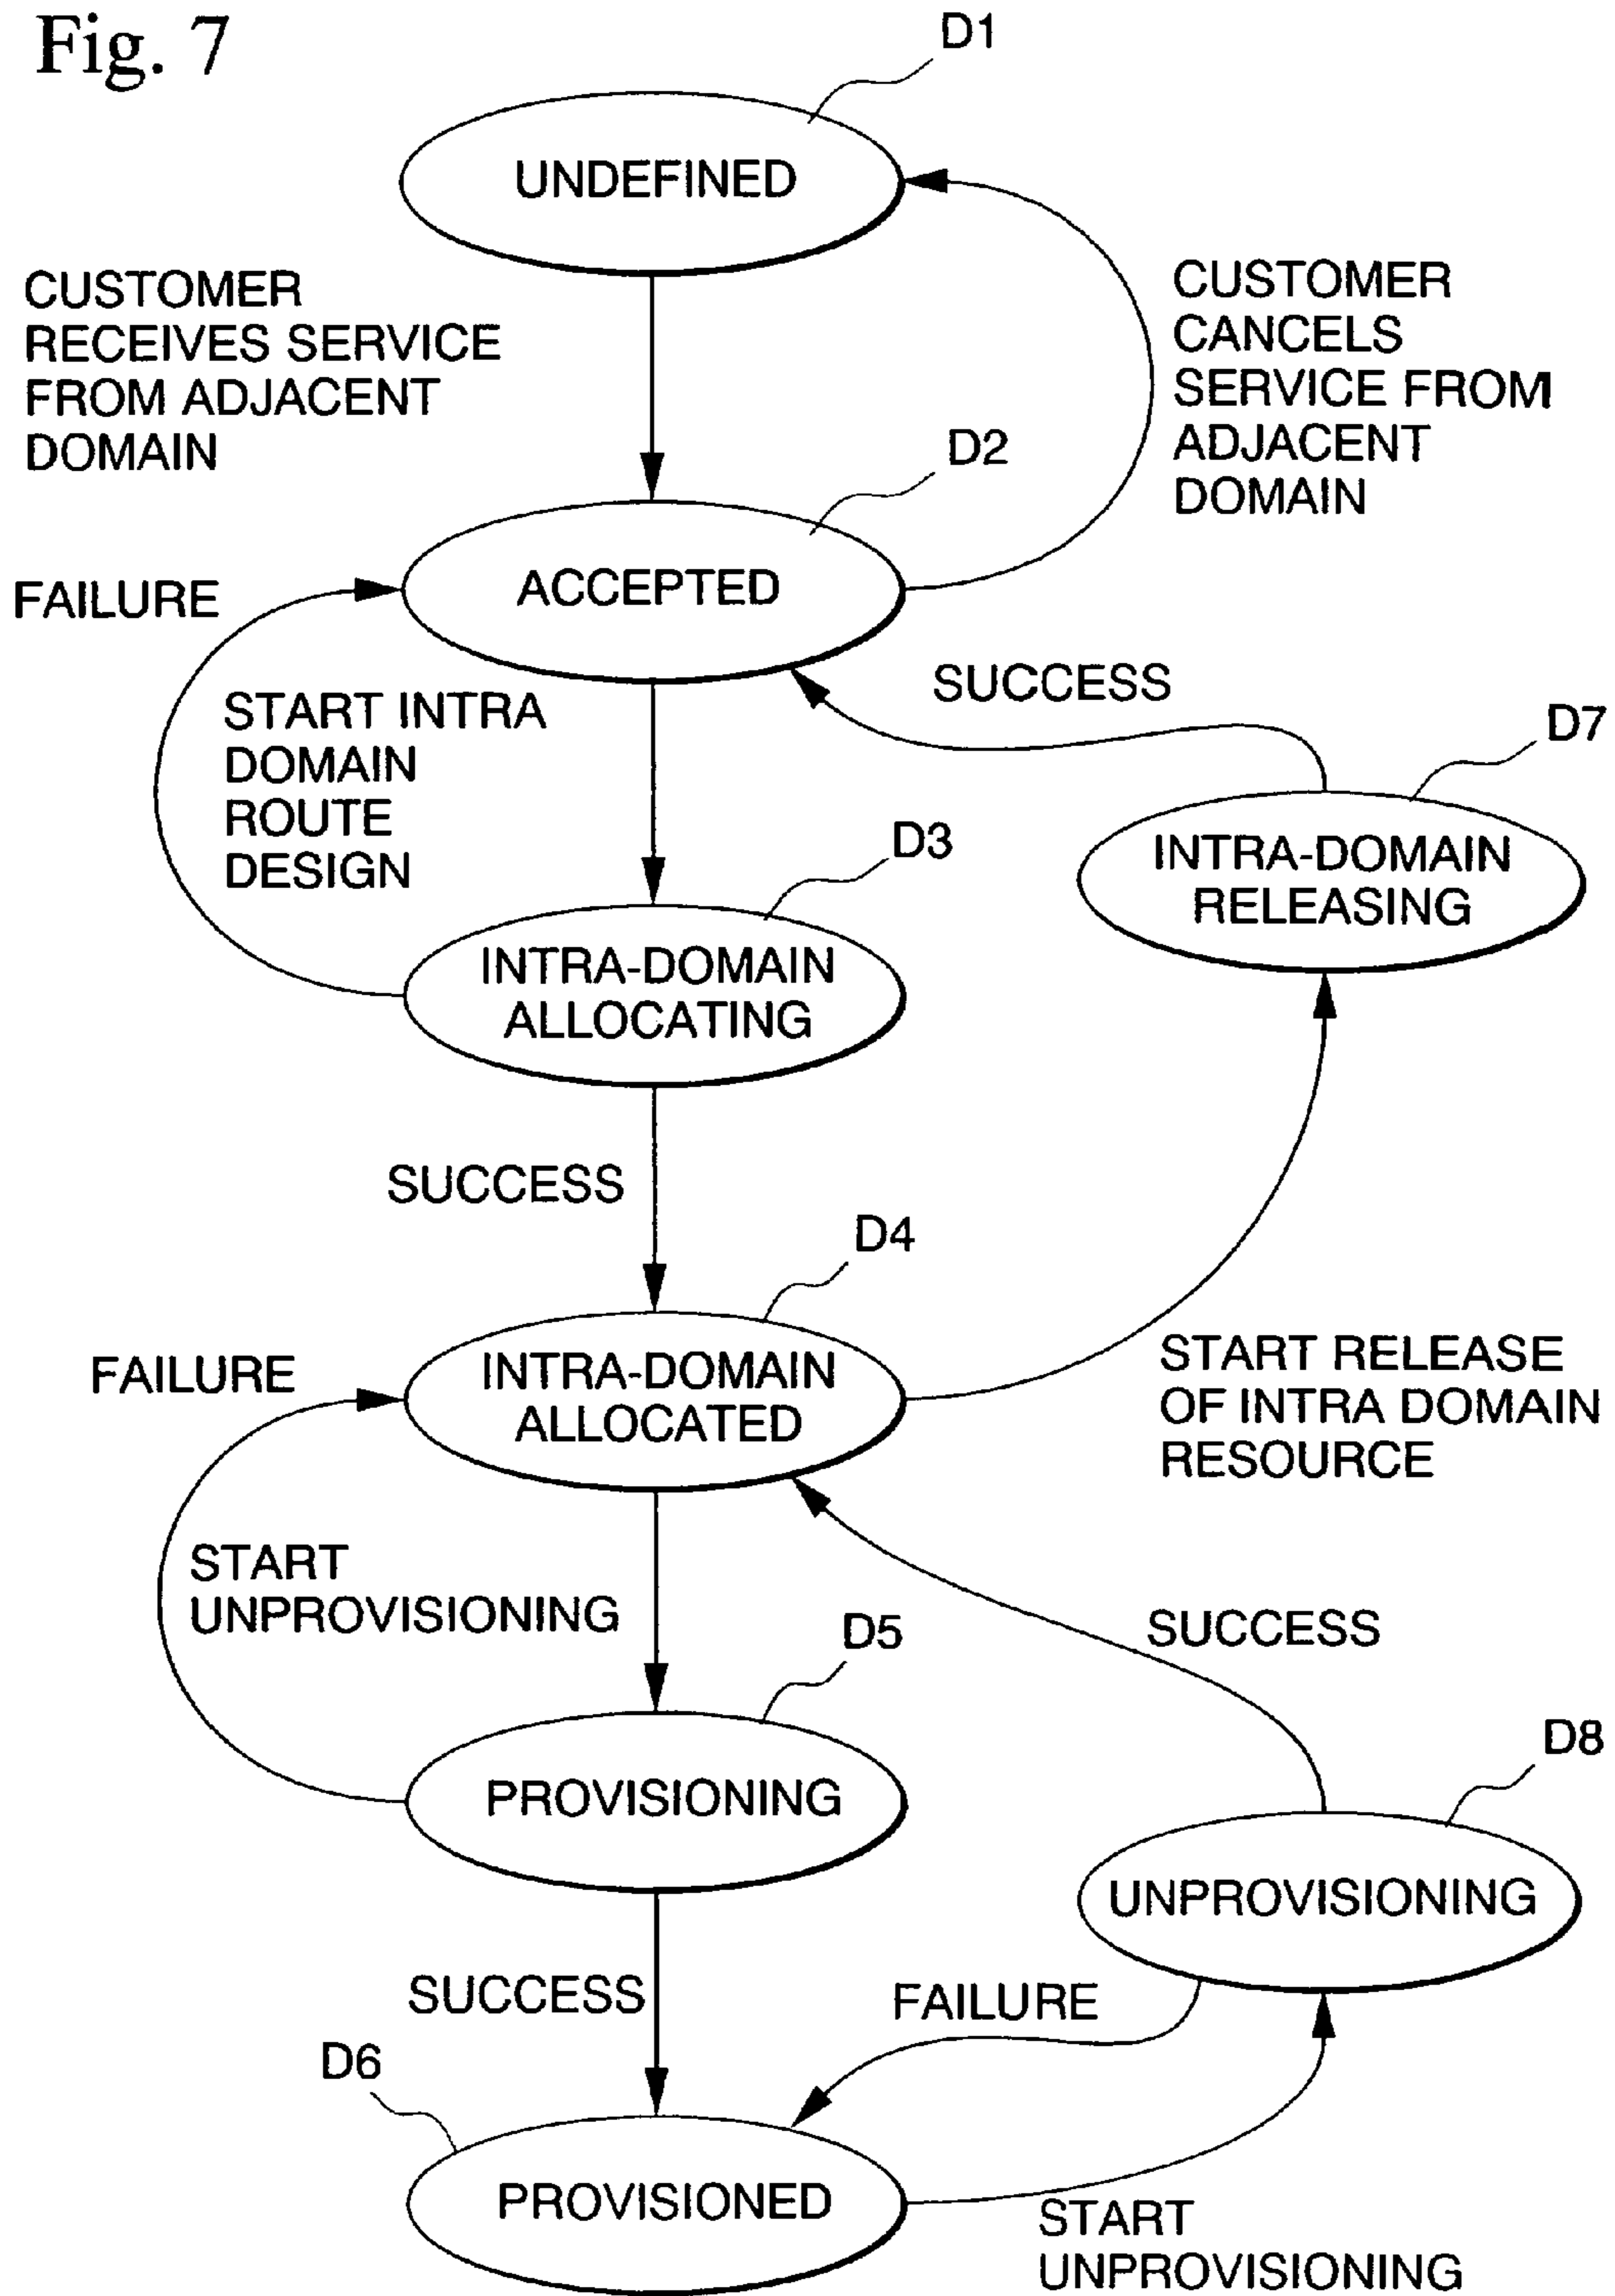 Fig. 7
D1
UNDEFINED
CUSTOMER
RECEIVES SERVICE
FROM ADJACENT
DOMAIN
CUSTOMER
CANCELS
SERVICE FROM
ADJACENT
DOMAIN
D2
ACCEPTED
FAILURE
START INTRA
DOMAIN
ROUTE
DESIGN
SUCCESS
D7
INTRA-DOMAIN
RELEASING
D3
INTRA-DOMAIN
ALLOCATING
SUCCESS
D4
INTRA-DOMAIN
ALLOCATED
FAILURE
START RELEASE
OF INTRA DOMAIN
RESOURCE
START
UNPROVISIONING
D5
PROVISIONING
SUCCESS
D8
UNPROVISIONING
SUCCESS
FAILURE
D6
PROVISIONED
START
UNPROVISIONING